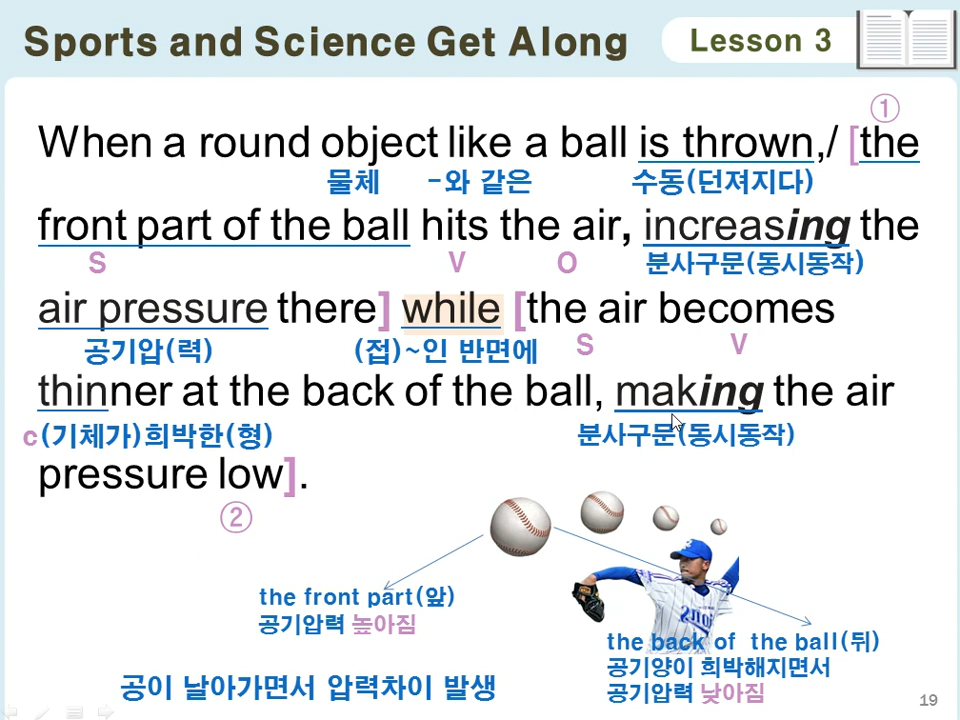 Sports and Science Get Along
Lesson 3
①
When a round object like a ball is thrown,/ [the
물체 -와 같은 수동(던져지다)
front part of the ball hits the air, increasing the
S V O 분사구문(동시동작)
air pressure there] while [the air becomes
공기압(력) (접)~인 반면에 S V
thinner at the back of the ball, making the air
c(기체가)희박한(형) 분사구문(동시동작)
pressure low].
②
the front part(앞)
공기압력 높아짐
the back of the ball(뒤)
공기양이 희박해지면서
공기압력 낮아짐
공이 날아가면서 압력차이 발생
19